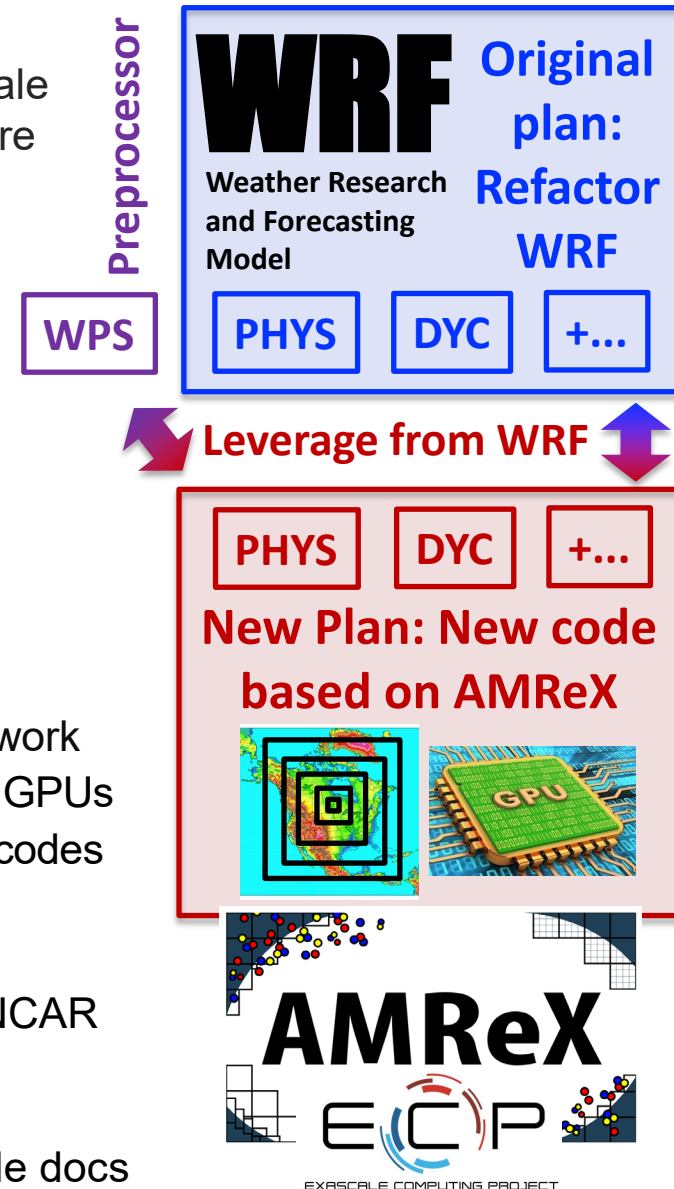 ale
re
Preprocessor
WRF
Weather Research
and Forecasting
Model
Original
plan:
Refactor
WRF
WPS
PHYS
DYC
+...
Leverage from WRF
PHYS
DYC
+...
New Plan: New code
based on AMReX
GPU
work
GPUs
codes
NCAR
le docs
AMReX
ECP
EXASCALE COMPUTING PROJECT